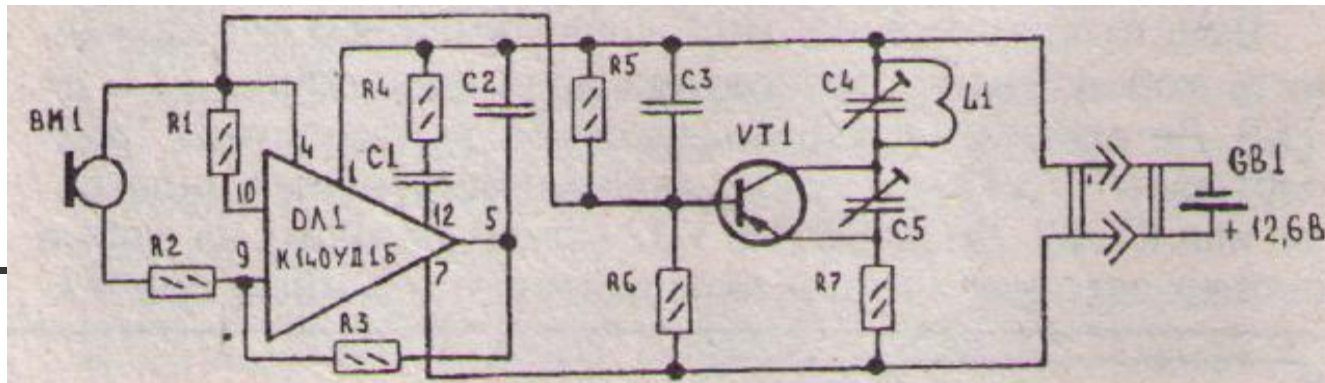 BM1
R1
4
10
R2
9
DA1
К140УД1Б
R3
1
R4
C1
12
5
7
C2
R5
C3
R6
VT1
C4
L1
C5
R7
GB1
+ 12,6В